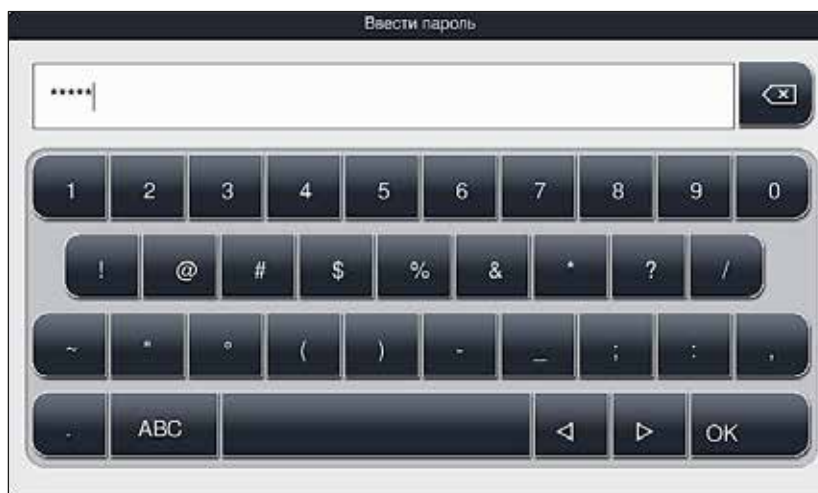 Ввести пароль
*****
1 2 3 4 5 6 7 8 9 0
! @ # $ % & * ? /
~ " ° ( ) - _ ; : ,
. ABC ◁ ▷ OK